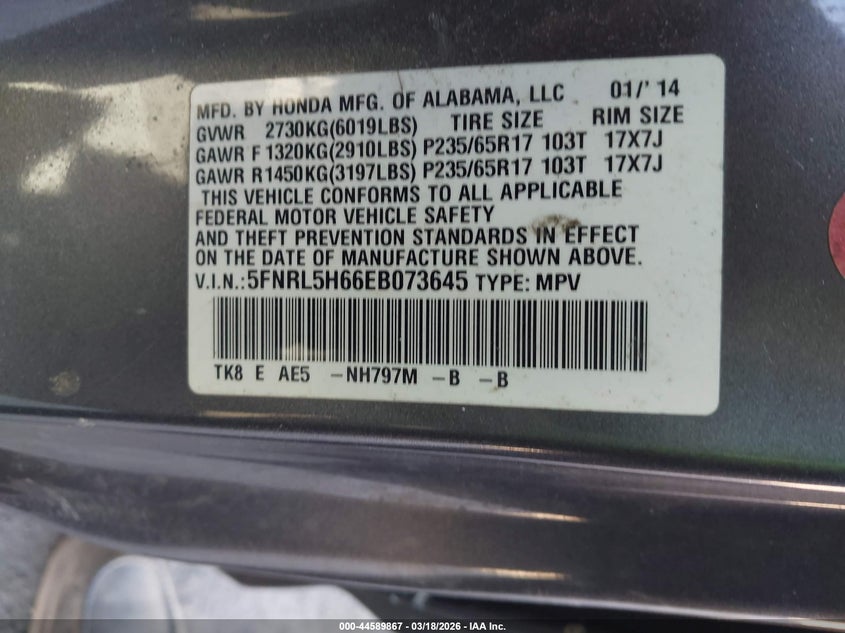 MFD. BY HONDA MFG. OF ALABAMA, LLC 01/'14
GVWR 2730KG(6019LBS) TIRE SIZE RIM SIZE
GAWR F 1320KG(2910LBS) P235/65R17 103T 17X7J
GAWR R1450KG(3197LBS) P235/65R17 103T 17X7J
THIS VEHICLE CONFORMS TO ALL APPLICABLE
FEDERAL MOTOR VEHICLE SAFETY
AND THEFT PREVENTION STANDARDS IN EFFECT
ON THE DATE OF MANUFACTURE SHOWN ABOVE.
V.I.N.:5FNRL5H66EB073645 TYPE: MPV
TK8 E AE5 -NH797M -B -B
000-44589867 - 03/18/2026 - IAA Inc.